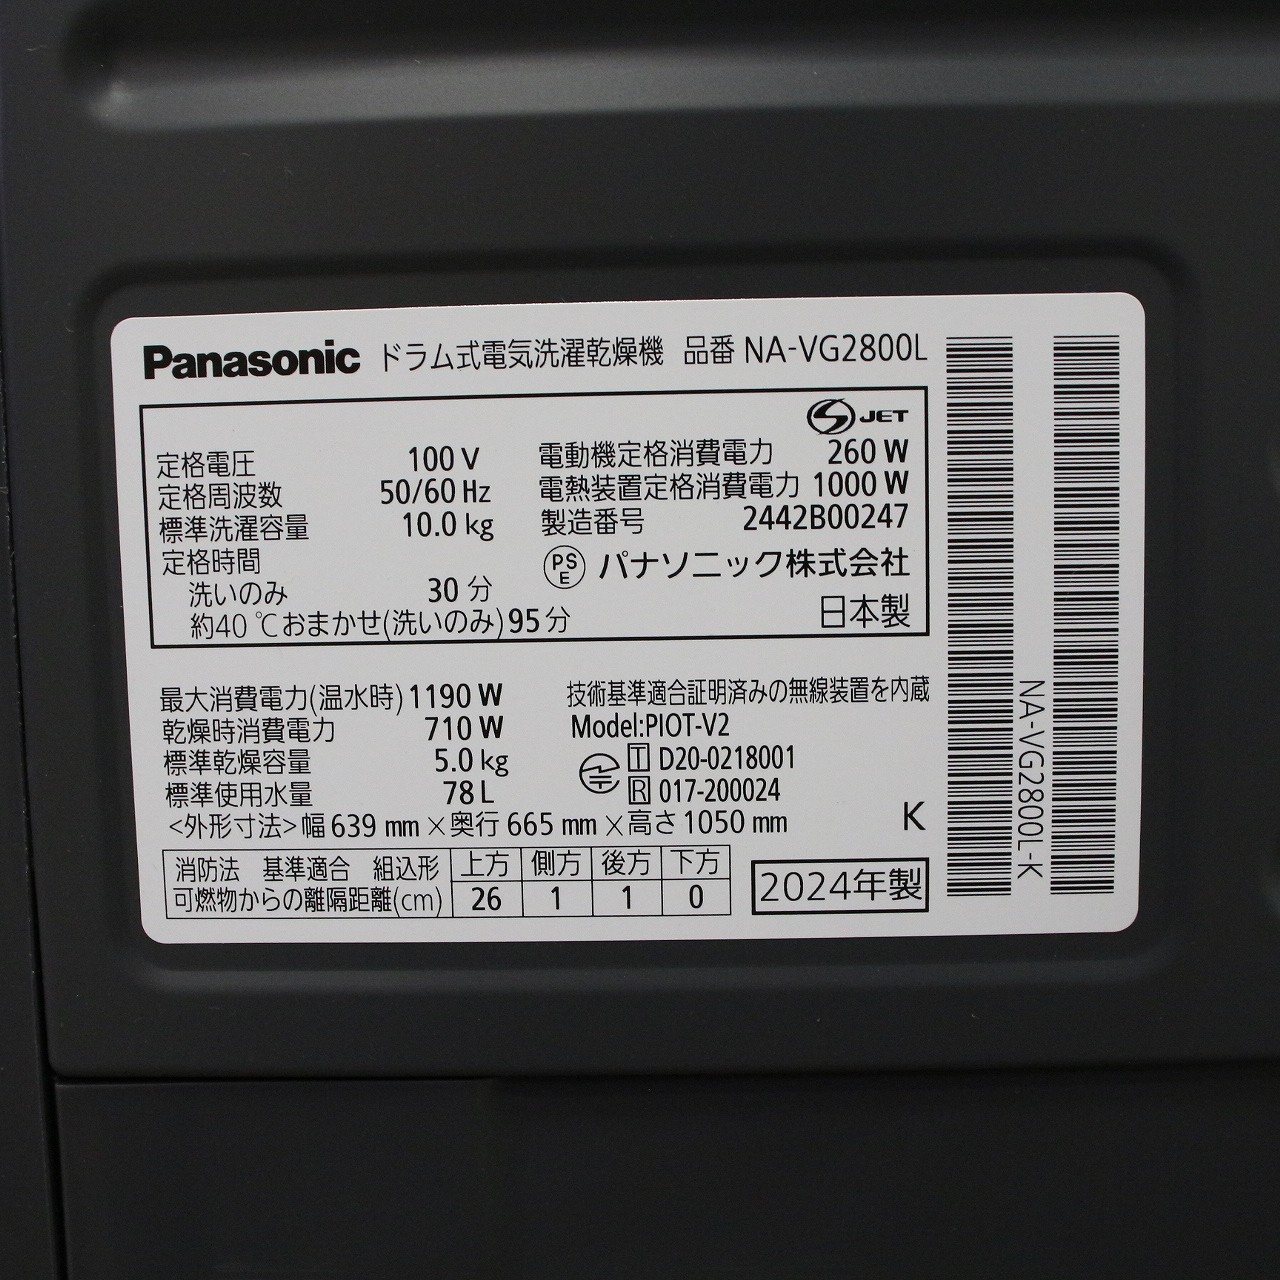 Panasonic ドラム式電気洗濯乾燥機 品番 NA-VG2800L
S JET
定格電圧 100 V 電動機定格消費電力 260 W
定格周波数 50/60 Hz 電熱装置定格消費電力 1000 W
標準洗濯容量 10.0 kg 製造番号 2442B00247
定格時間 PSE パナソニック株式会社
洗いのみ 30 分
約40 ℃おまかせ(洗いのみ) 95 分 日本製
最大消費電力(温水時) 1190 W 技術基準適合証明済みの無線装置を内蔵
乾燥時消費電力 710 W Model:PIOT-V2
標準乾燥容量 5.0 kg T D20-0218001
標準使用水量 78 L R 017-200024
<外形寸法> 幅 639 mm × 奥行 665 mm × 高さ 1050 mm K
消防法 基準適合 組込形 上方 側方 後方 下方
可燃物からの離隔距離(cm) 26 1 1 0
2024年製
NA-VG2800L-K